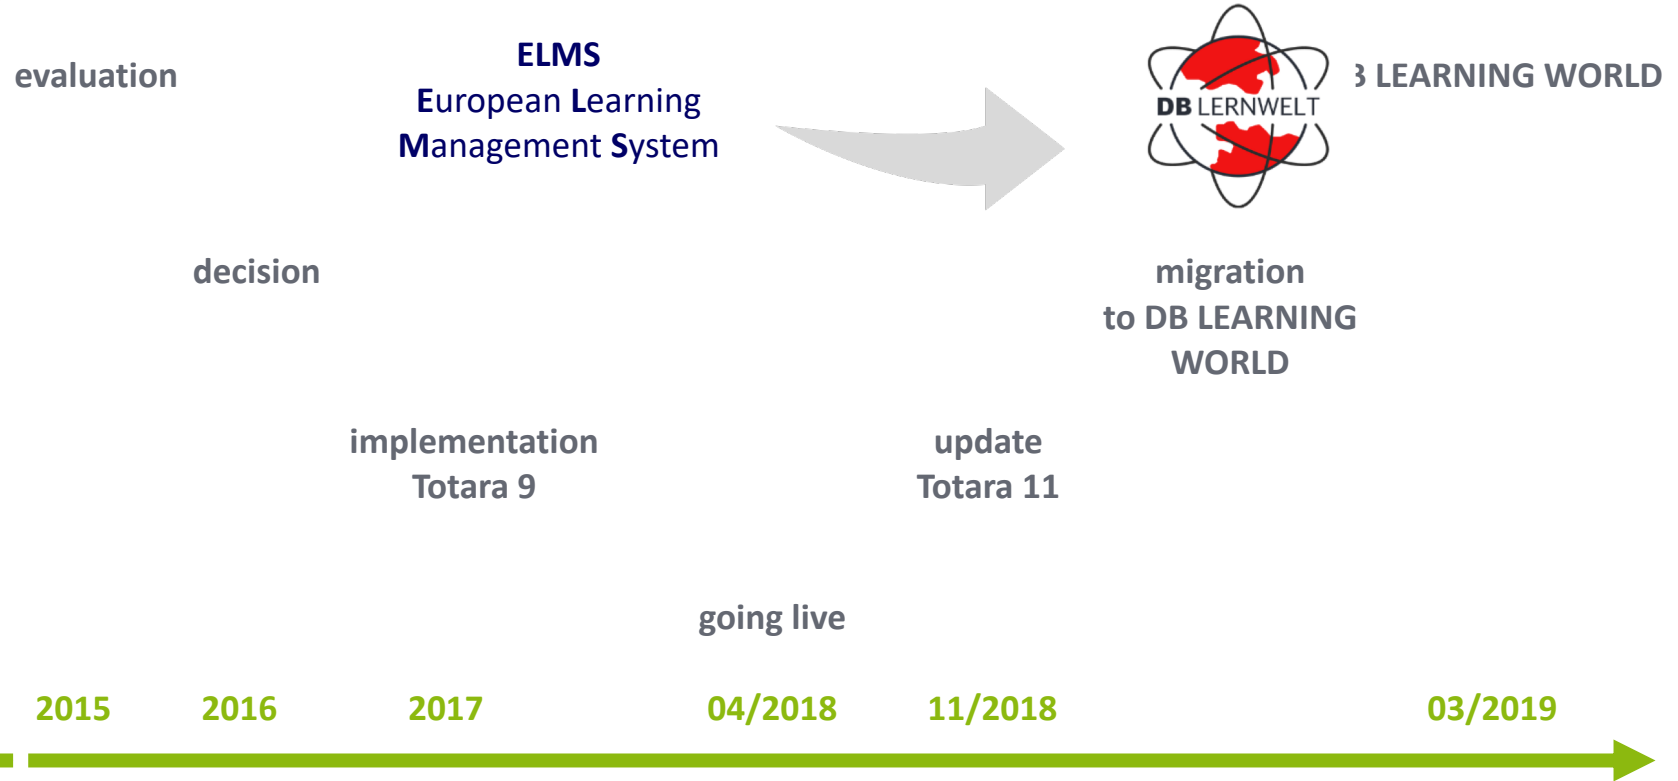 evaluation
ELMS
European Learning
Management System
DB LERNWELT
LEARNING WORLD
decision
migration
to DB LEARNING
WORLD
implementation
Totara 9
update
Totara 11
going live
2015 2016 2017 04/2018 11/2018 03/2019